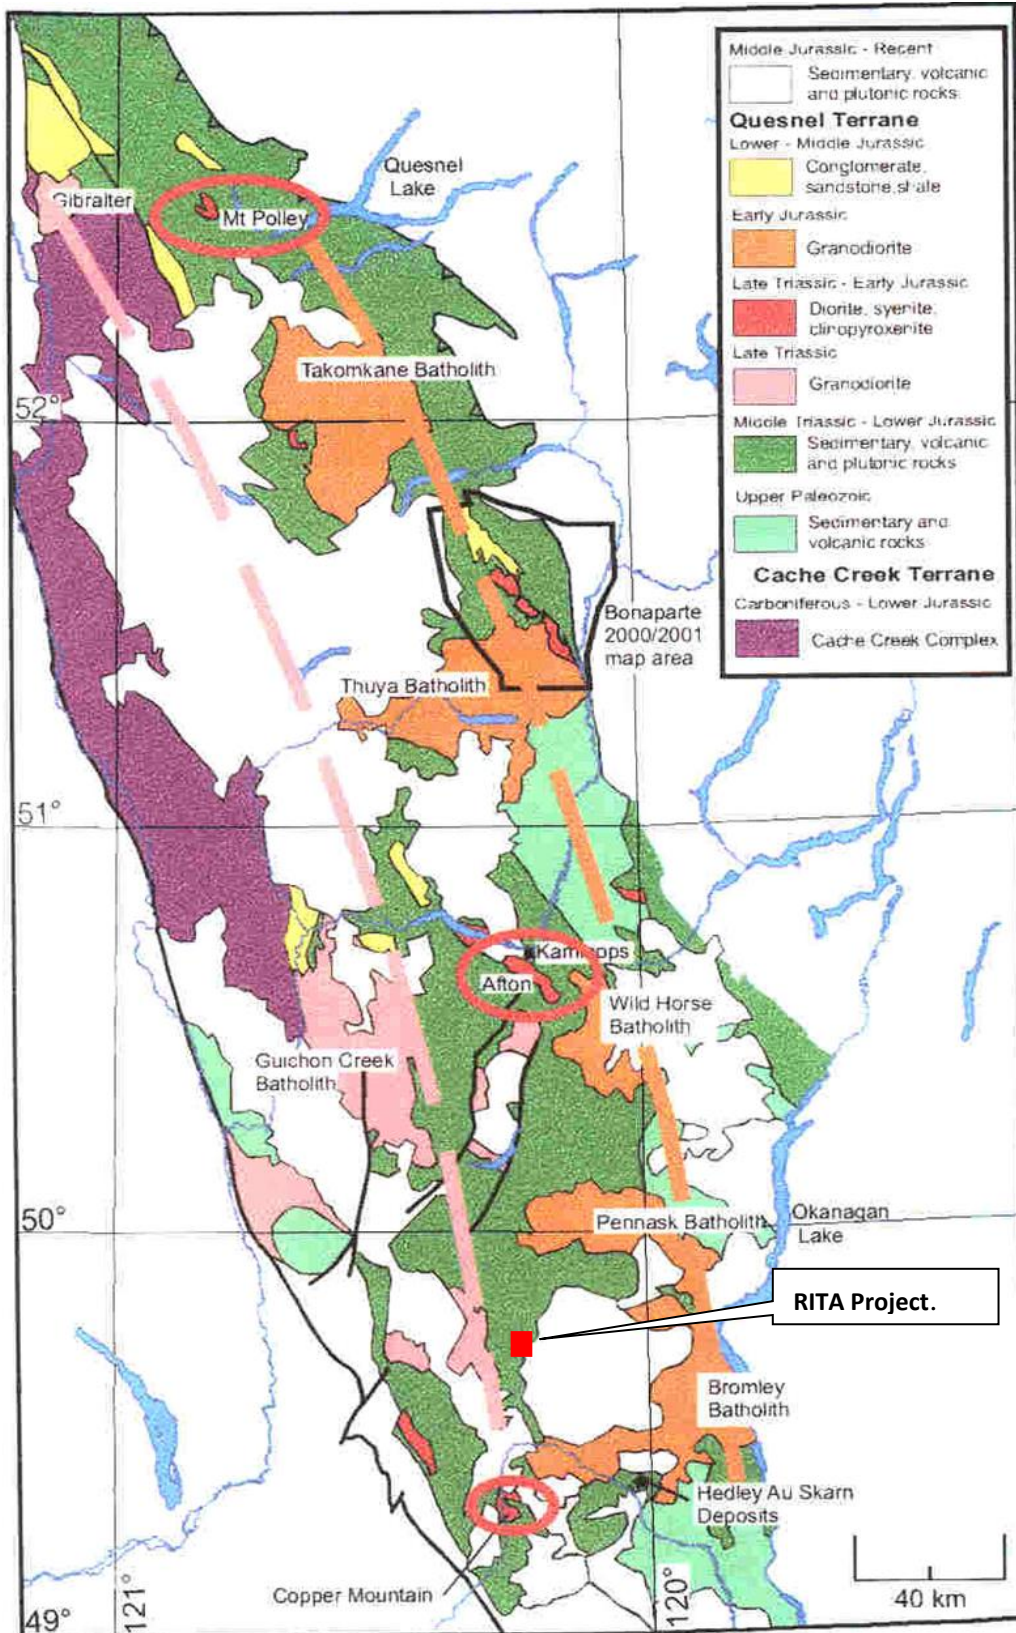 Middle Jurassic - Recent
Sedimentary, volcanic
and plutonic rocks
Quesnel Terrane
Lower - Middle Jurassic
Conglomerate,
sandstone, shale
Early Jurassic
Granodiorite
Late Triassic - Early Jurassic
Diorite, syenite,
clinopyroxenite
Late Triassic
Granodiorite
Middle Triassic - Lower Jurassic
Sedimentary, volcanic
and plutonic rocks
Upper Paleozoic
Sedimentary and
volcanic rocks
Cache Creek Terrane
Carboniferous - Lower Jurassic
Cache Creek Complex
Quesnel
Lake
Gibralter
Mt Polley
Takomkane Batholith
52°
Bonaparte
2000/2001
map area
Thuya Batholith
51°
Kamloops
Afton
Wild Horse
Batholith
Guichon Creek
Batholith
50°
Pennask Batholith
Okanagan
Lake
RITA Project.
Bromley
Batholith
Hedley Au Skarn
Deposits
Copper Mountain
40 km
49°
121°
120°